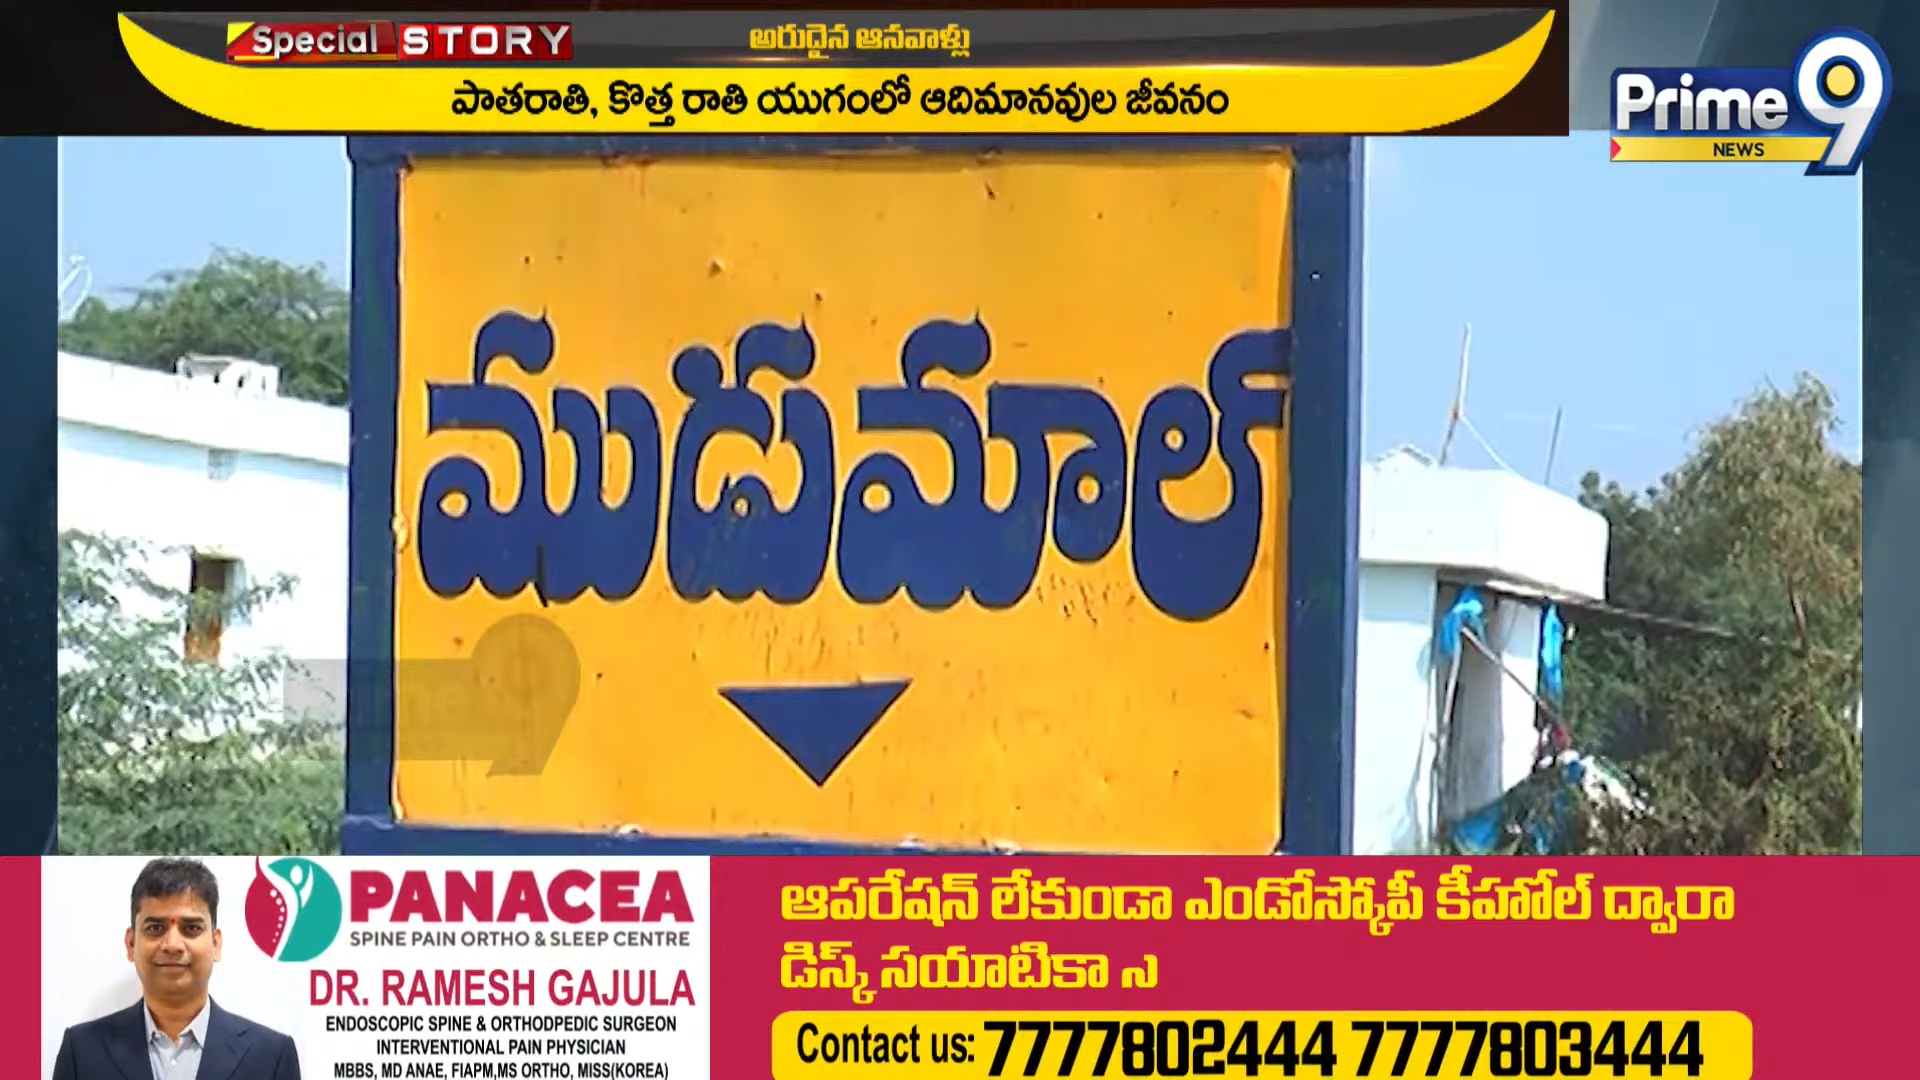 Special STORY
అరుదైన ఆనవాళ్లు
పాతరాతి, కొత్త రాతి యుగంలో ఆదిమానవుల జీవనం
Prime9
NEWS
ముడుమాల్
PANACEA
SPINE PAIN ORTHO & SLEEP CENTRE
DR. RAMESH GAJULA
ENDOSCOPIC SPINE & ORTHODPEDIC SURGEON
INTERVENTIONAL PAIN PHYSICIAN
MBBS, MD ANAE, FIAPM,MS ORTHO, MISS(KOREA)
ఆపరేషన్ లేకుండా ఎండోస్కోపీ కీహోల్ ద్వారా
డిస్క్ సయాటికా
Contact us: 7777802444 7777803444